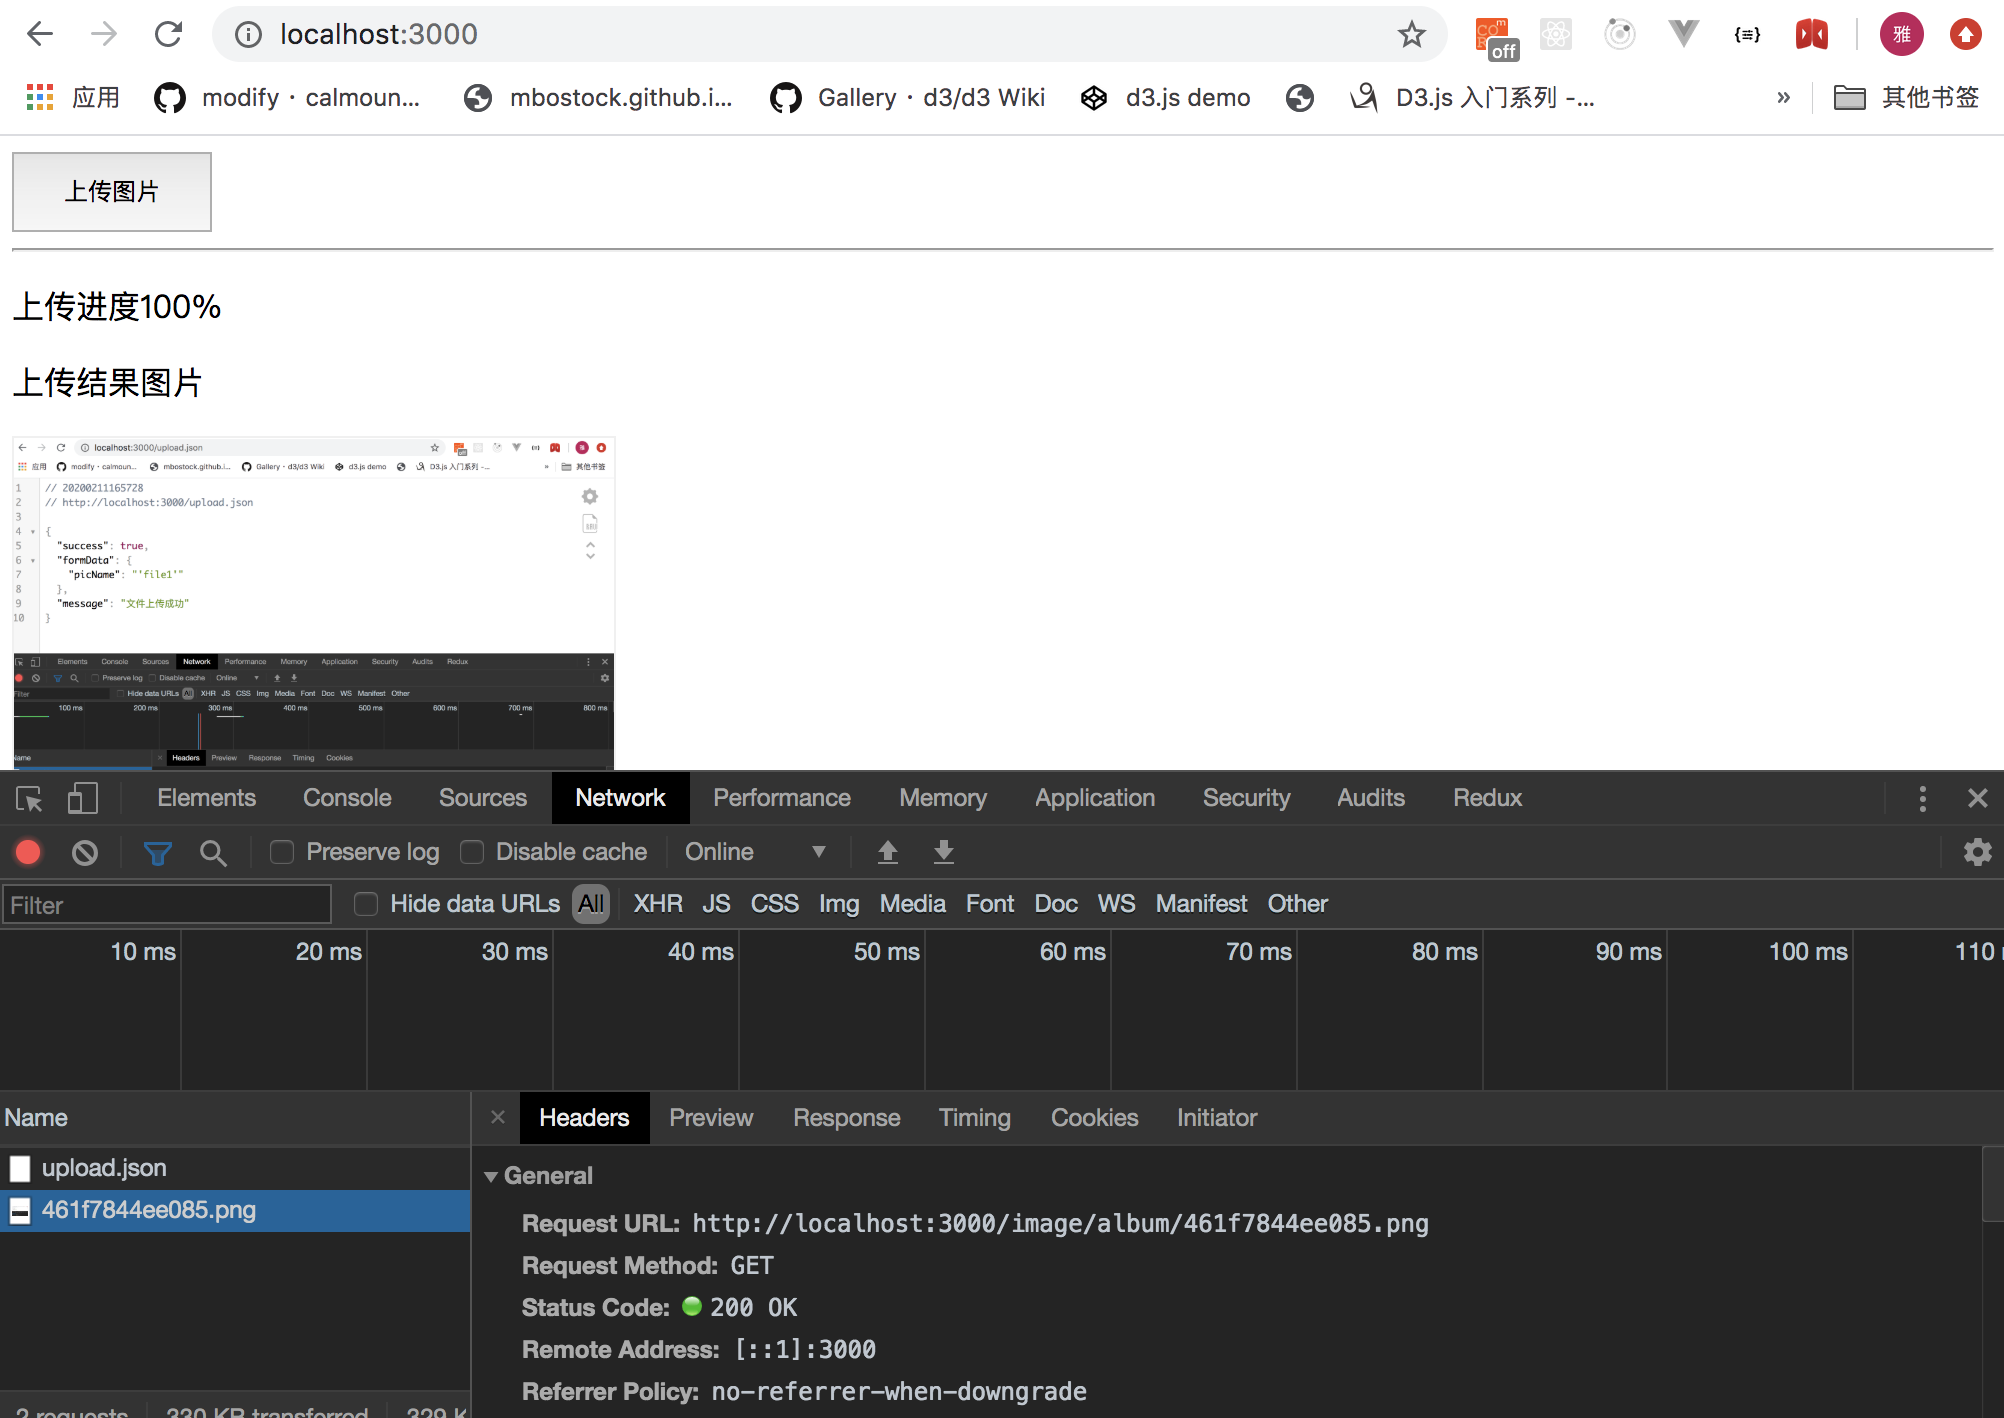 localhost:3000
off
雅
应用 modify · calmoun... mbostock.github.i... Gallery · d3/d3 Wiki d3.js demo D3.js 入门系列 -... » 其他书签
上传图片
上传进度100%
上传结果图片
localhost:3000/upload.json
应用 modify · calmoun... mbostock.github.i... Gallery · d3/d3 Wiki d3.js demo D3.js 入门系列 -... » 其他书签
1 // 20200211165728
2 // http://localhost:3000/upload.json
3
4 {
5 "success": true,
6 "formData": {
7 "picName": "'file1'"
8 },
9 "message": "文件上传成功"
10 }
Elements Console Sources Network Performance Memory Application Security Audits Redux
Preserve log Disable cache Online
Filter Hide data URLs All XHR JS CSS Img Media Font Doc WS Manifest Other
100 ms 200 ms 300 ms 400 ms 500 ms 600 ms 700 ms 800 ms
Name Headers Preview Response Timing Cookies
Elements Console Sources Network Performance Memory Application Security Audits Redux
Preserve log Disable cache Online
Filter Hide data URLs All XHR JS CSS Img Media Font Doc WS Manifest Other
10 ms 20 ms 30 ms 40 ms 50 ms 60 ms 70 ms 80 ms 90 ms 100 ms 110
Name
Headers Preview Response Timing Cookies Initiator
upload.json
461f7844ee085.png
General
Request URL: http://localhost:3000/image/album/461f7844ee085.png
Request Method: GET
Status Code: 200 OK
Remote Address: [::1]:3000
Referrer Policy: no-referrer-when-downgrade
2 requests 330 KB transferred 329 K